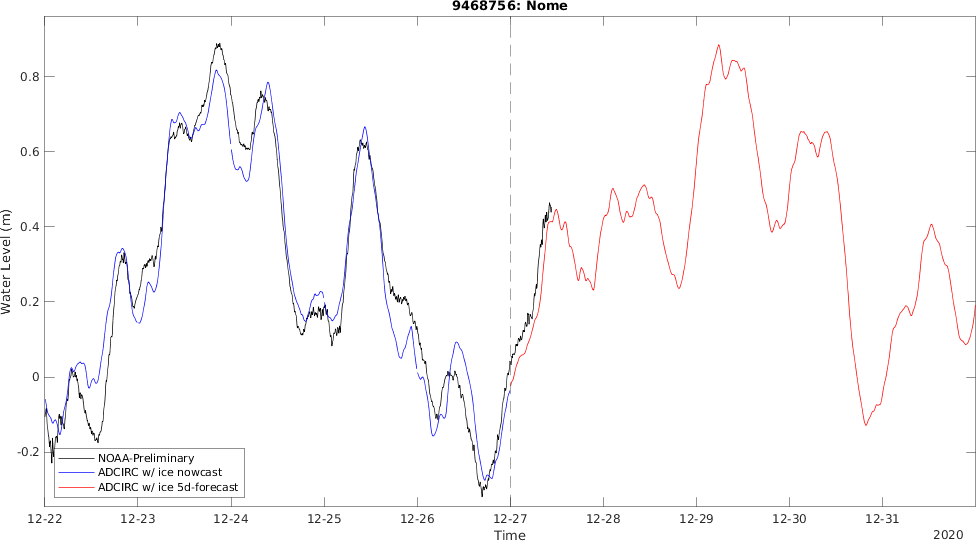 9468756: Nome
Water Level (m)
0.8
0.6
0.4
0.2
0
-0.2
NOAA-Preliminary
ADCIRC w/ ice nowcast
ADCIRC w/ ice 5d-forecast
12-22 12-23 12-24 12-25 12-26 12-27 12-28 12-29 12-30 12-31
Time
2020